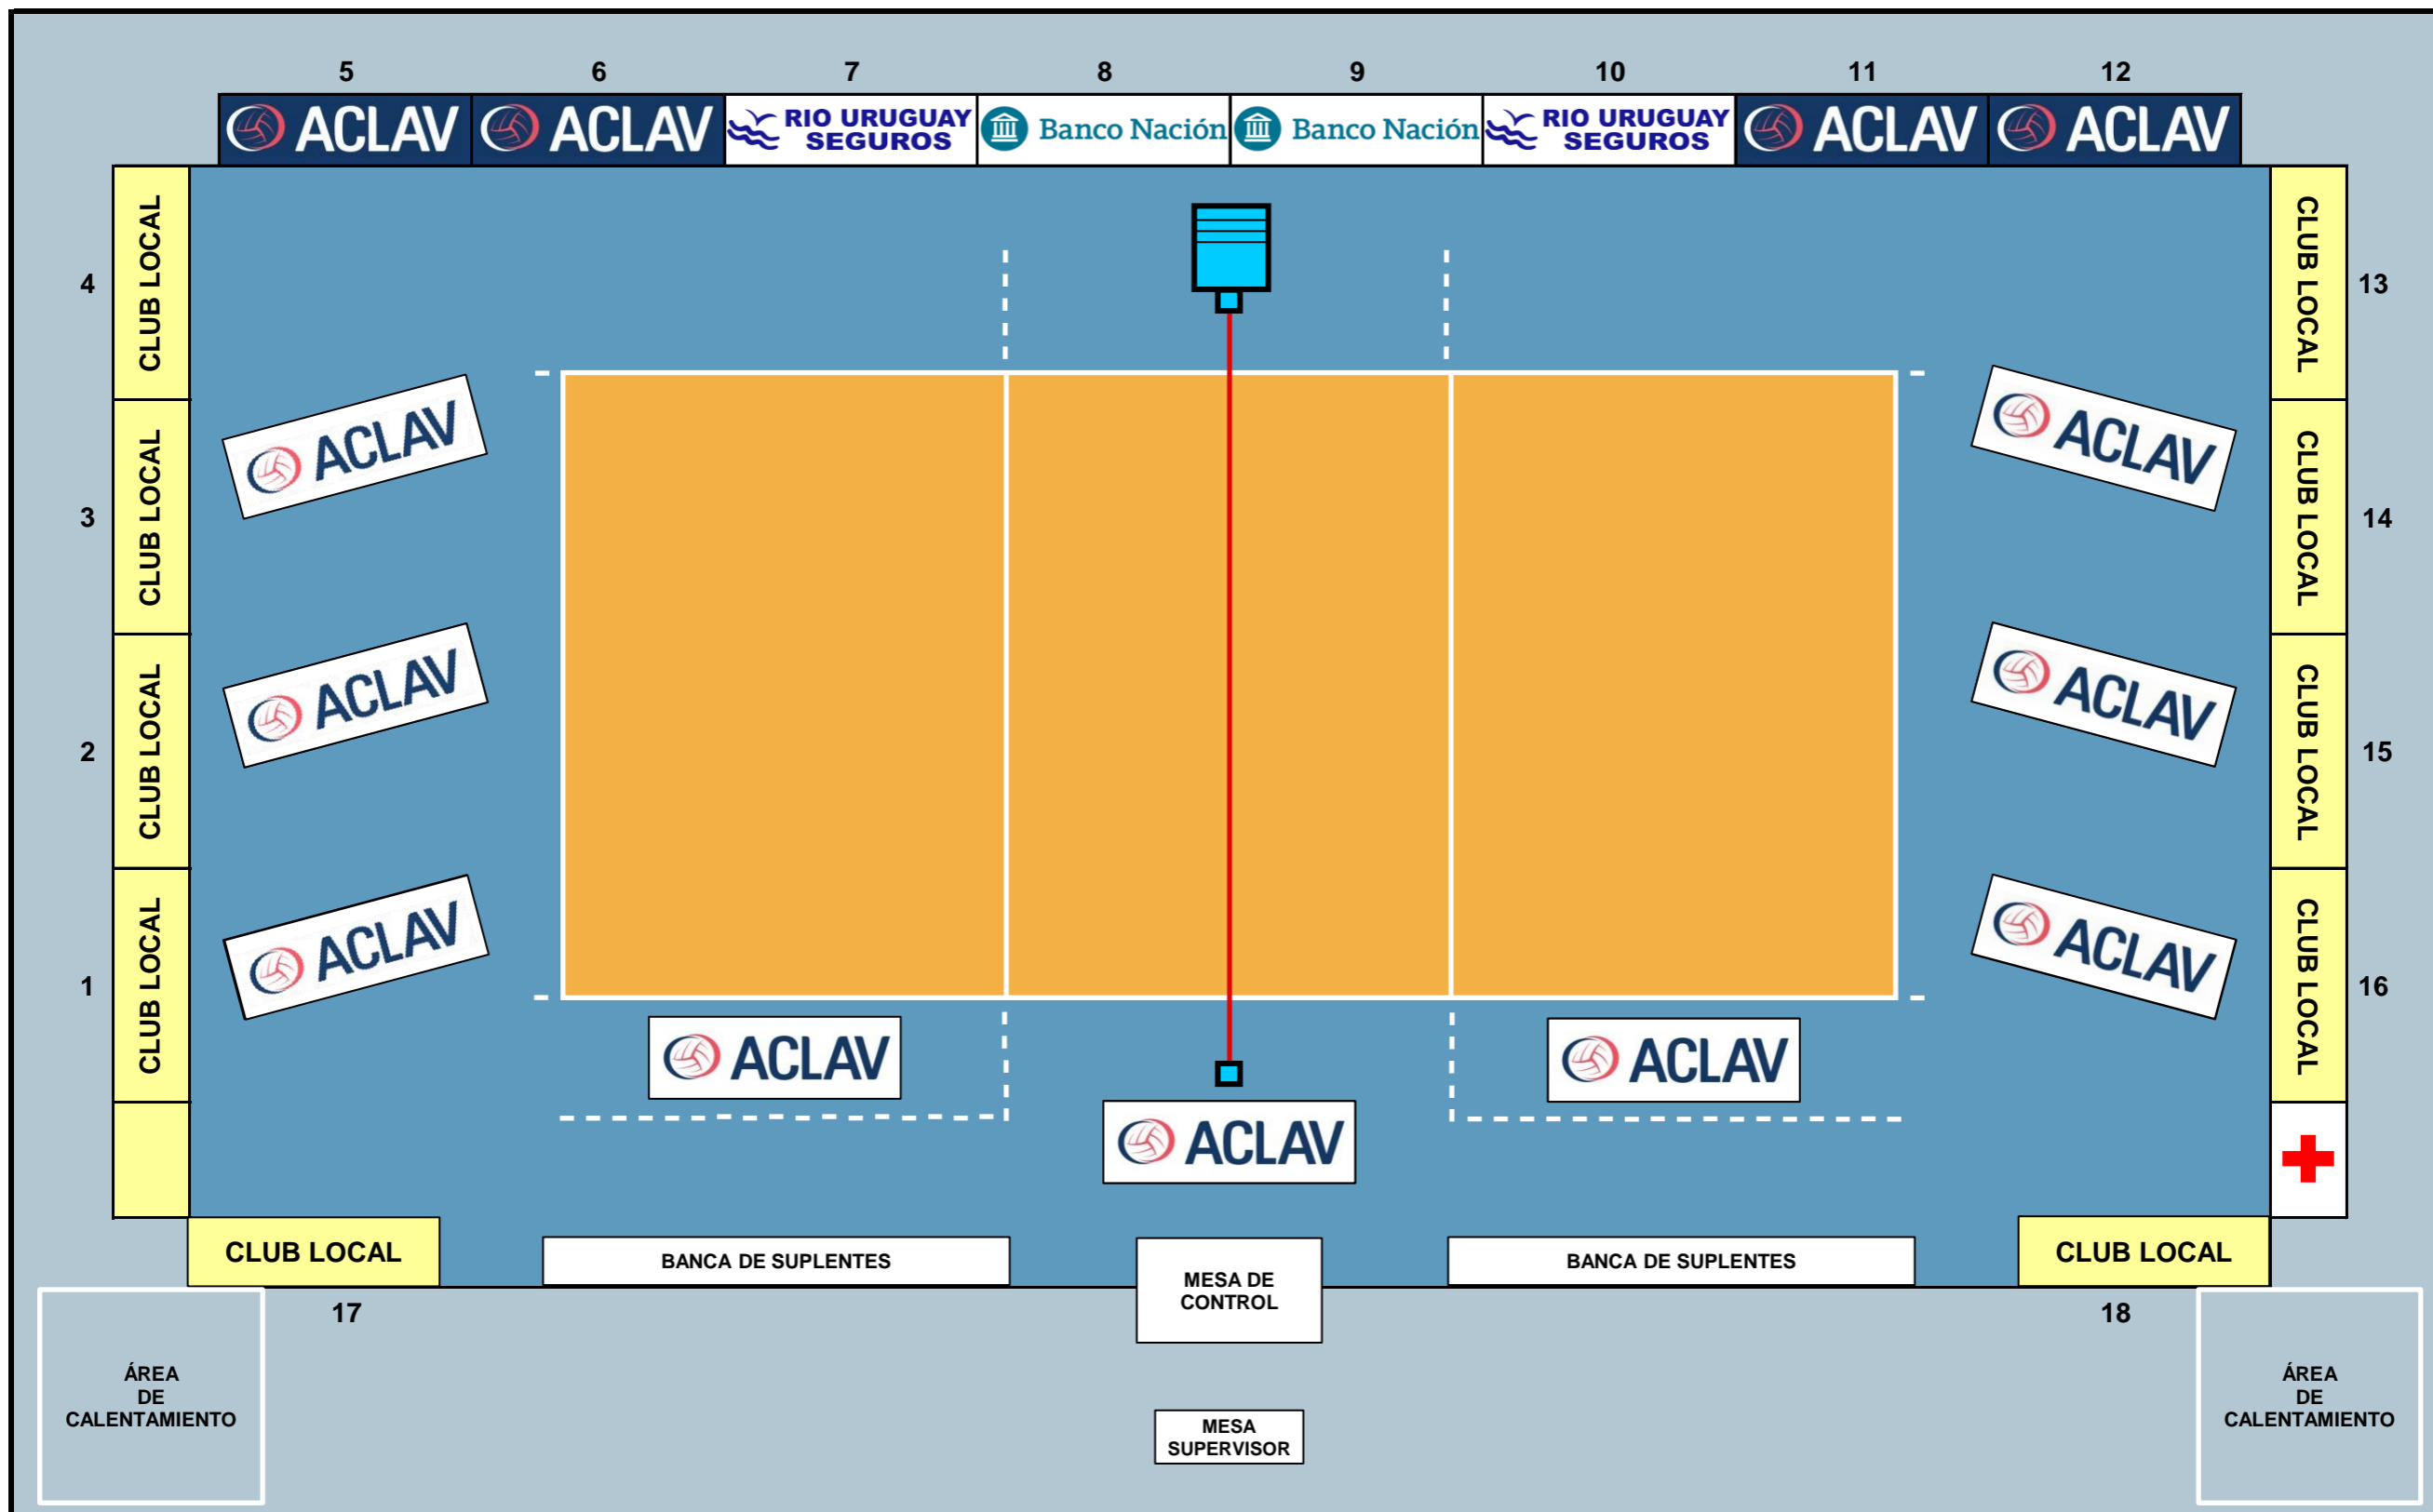 5 6 7 8 9 10 11 12
ACLAV ACLAV RIO URUGUAY SEGUROS Banco Nación Banco Nación RIO URUGUAY SEGUROS ACLAV ACLAV
4 CLUB LOCAL
CLUB LOCAL 13
ACLAV
ACLAV
3 CLUB LOCAL
CLUB LOCAL 14
ACLAV
ACLAV
2 CLUB LOCAL
CLUB LOCAL 15
ACLAV
ACLAV
1 CLUB LOCAL
CLUB LOCAL 16
ACLAV
ACLAV
ACLAV
CLUB LOCAL
BANCA DE SUPLENTES
MESA DE
CONTROL
BANCA DE SUPLENTES
CLUB LOCAL
17
18
ÁREA
DE
CALENTAMIENTO
MESA
SUPERVISOR
ÁREA
DE
CALENTAMIENTO